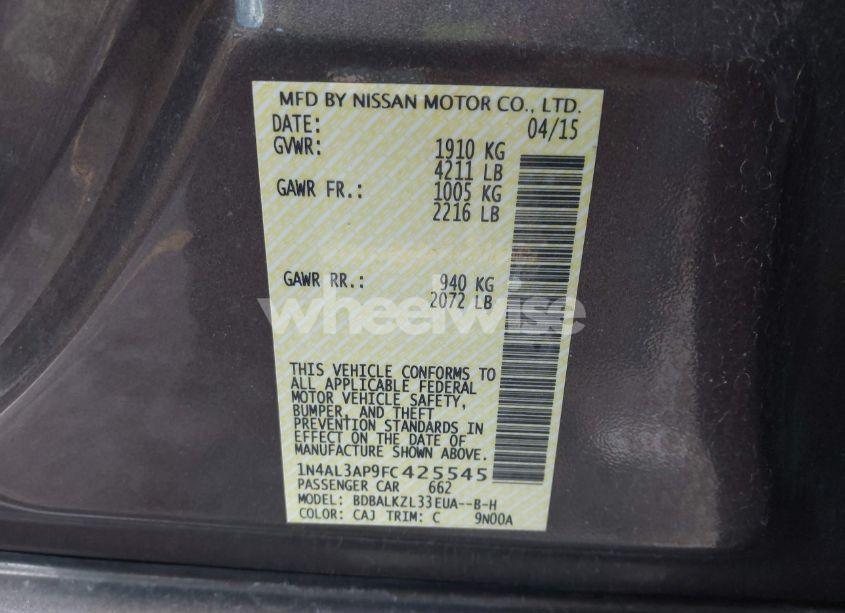 MFD BY NISSAN MOTOR CO., LTD.
DATE: 04/15
GVWR: 1910 KG
4211 LB
GAWR FR.: 1005 KG
2216 LB
GAWR RR.: 940 KG
2072 LB
wheelwise
THIS VEHICLE CONFORMS TO
ALL APPLICABLE FEDERAL
MOTOR VEHICLE SAFETY,
BUMPER, AND THEFT
PREVENTION STANDARDS IN
EFFECT ON THE DATE OF
MANUFACTURE SHOWN ABOVE.
1N4AL3AP9FC425545
PASSENGER CAR 662
MODEL: BDBALKZL33EUA--B-H
COLOR: CAJ TRIM: C 9N00A